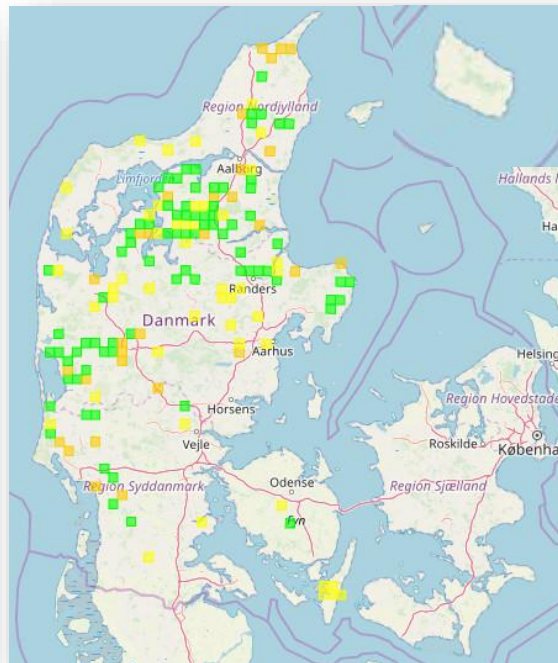 Region Nordjylland
Aalborg
Limfjorden
Hallands l
Ha
Randers
Danmark
Aarhus
Helsing
Horsens
Region Hovedstade
Roskilde
Københa
Vejle
Odense
Region Syddanmark
Region Sjælland
Fyn